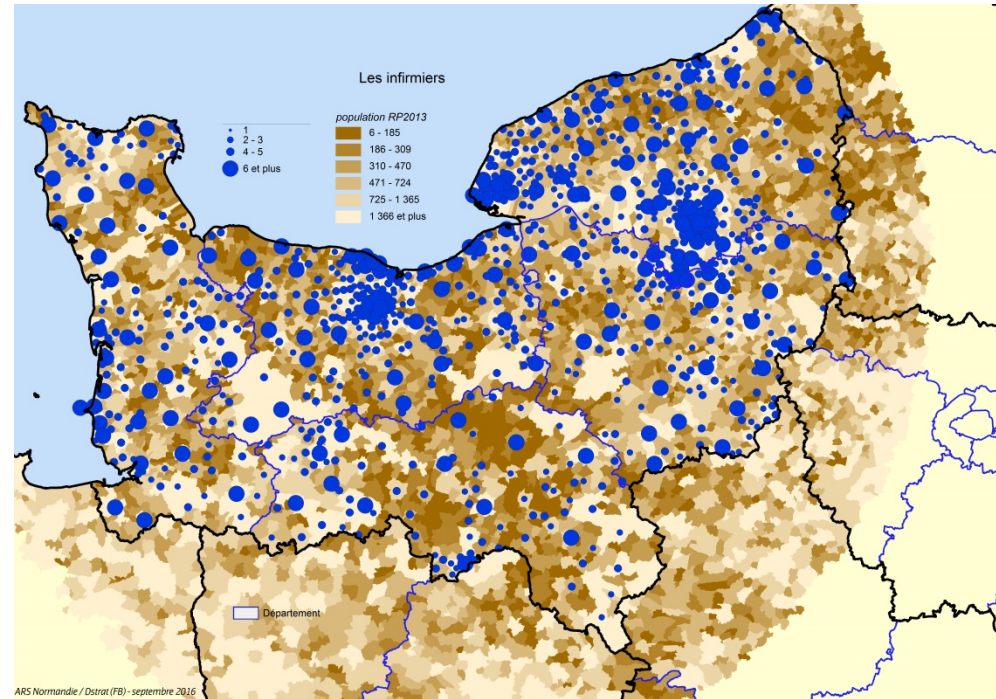 Les infirmiers
1
2 - 3
4 - 5
6 et plus
population RP2013
6 - 185
186 - 309
310 - 470
471 - 724
725 - 1 365
1 366 et plus
Département
ARS Normandie / Dstrat (FB) - septembre 2016